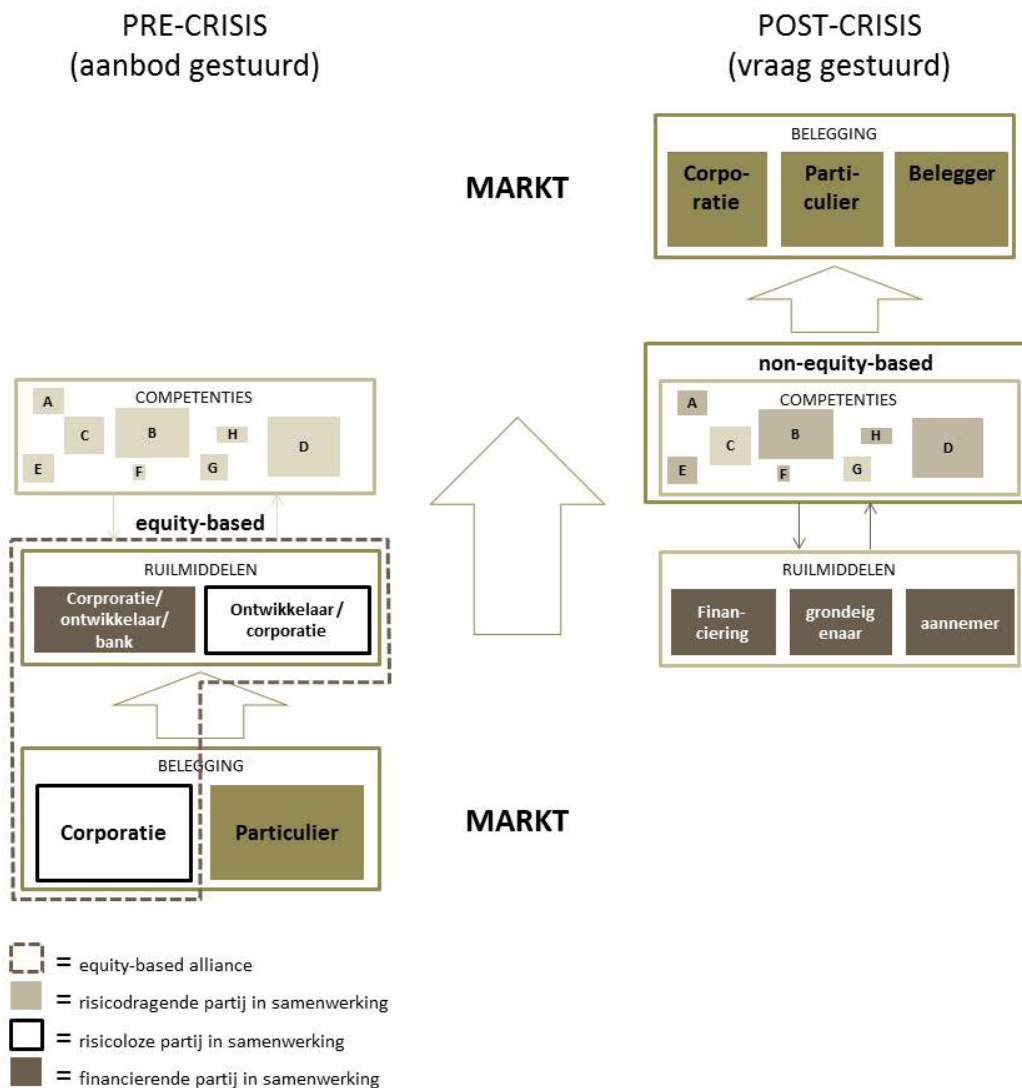 PRE-CRISIS
(aanbod gestuurd)
POST-CRISIS
(vraag gestuurd)
MARKT
BELEGGING
Corpo-
ratie
Parti-
culier
Belegger
COMPETENTIES
A
C
B
H
D
E
F
G
equity-based
RUILMIDDELEN
Corproratie/
ontwikkelaar/
bank
Ontwikkelaar/
corporatie
BELEGGING
Corporatie
Particulier
non-equity-based
COMPETENTIES
A
C
B
H
D
E
F
G
RUILMIDDELEN
Finan-
ciering
grondeig
enaar
aannemer
MARKT
= equity-based alliance
= risicodragende partij in samenwerking
= risicoloze partij in samenwerking
= financierende partij in samenwerking